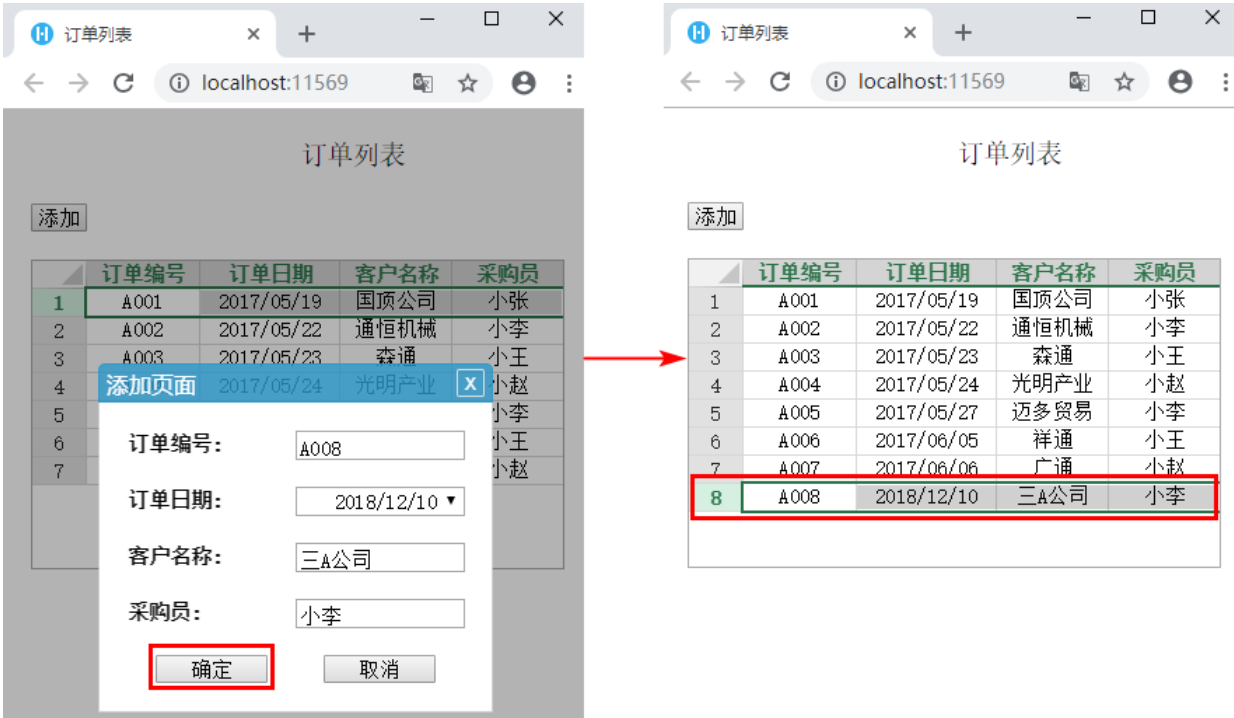 订单列表
localhost:11569
订单列表
添加
订单编号 订单日期 客户名称 采购员
1 A001 2017/05/19 国顶公司 小张
2 A002 2017/05/22 通恒机械 小李
3 A003 2017/05/23 森通 小王
4 2017/05/24 光明产业 小赵
5 小李
6 小王
7 小赵
添加页面 X
订单编号: A008
订单日期: 2018/12/10
客户名称: 三A公司
采购员: 小李
确定 取消
订单列表
localhost:11569
订单列表
添加
订单编号 订单日期 客户名称 采购员
1 A001 2017/05/19 国顶公司 小张
2 A002 2017/05/22 通恒机械 小李
3 A003 2017/05/23 森通 小王
4 A004 2017/05/24 光明产业 小赵
5 A005 2017/05/27 迈多贸易 小李
6 A006 2017/06/05 祥通 小王
7 A007 2017/06/06 广通 小赵
8 A008 2018/12/10 三A公司 小李